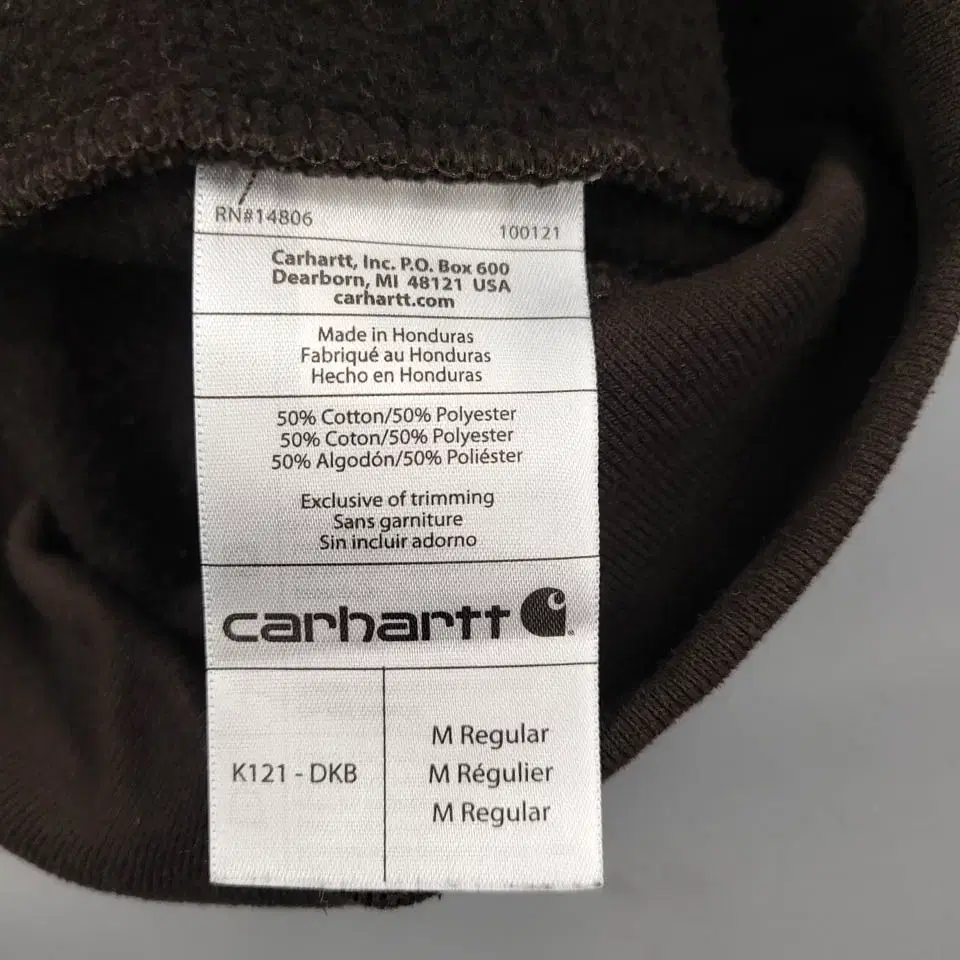 RN#14806
100121
Carhartt, Inc. P.O. Box 600
Dearborn, MI 48121 USA
carhartt.com
Made in Honduras
Fabriqué au Honduras
Hecho en Honduras
50% Cotton/50% Polyester
50% Coton/50% Polyester
50% Algodón/50% Poliéster
Exclusive of trimming
Sans garniture
Sin incluir adorno
carhartt
K121 - DKB
M Regular
M Régulier
M Regular